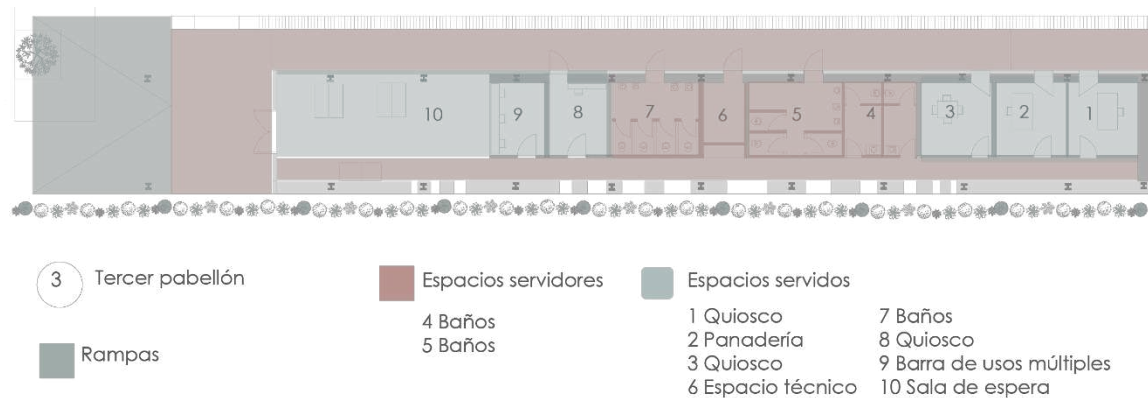 10 9 8 7 6 5 4 3 2 1
3 Tercer pabellón
Rampas
Espacios servidores
4 Baños
5 Baños
Espacios servidos
1 Quiosco
2 Panadería
3 Quiosco
6 Espacio técnico
7 Baños
8 Quiosco
9 Barra de usos múltiples
10 Sala de espera